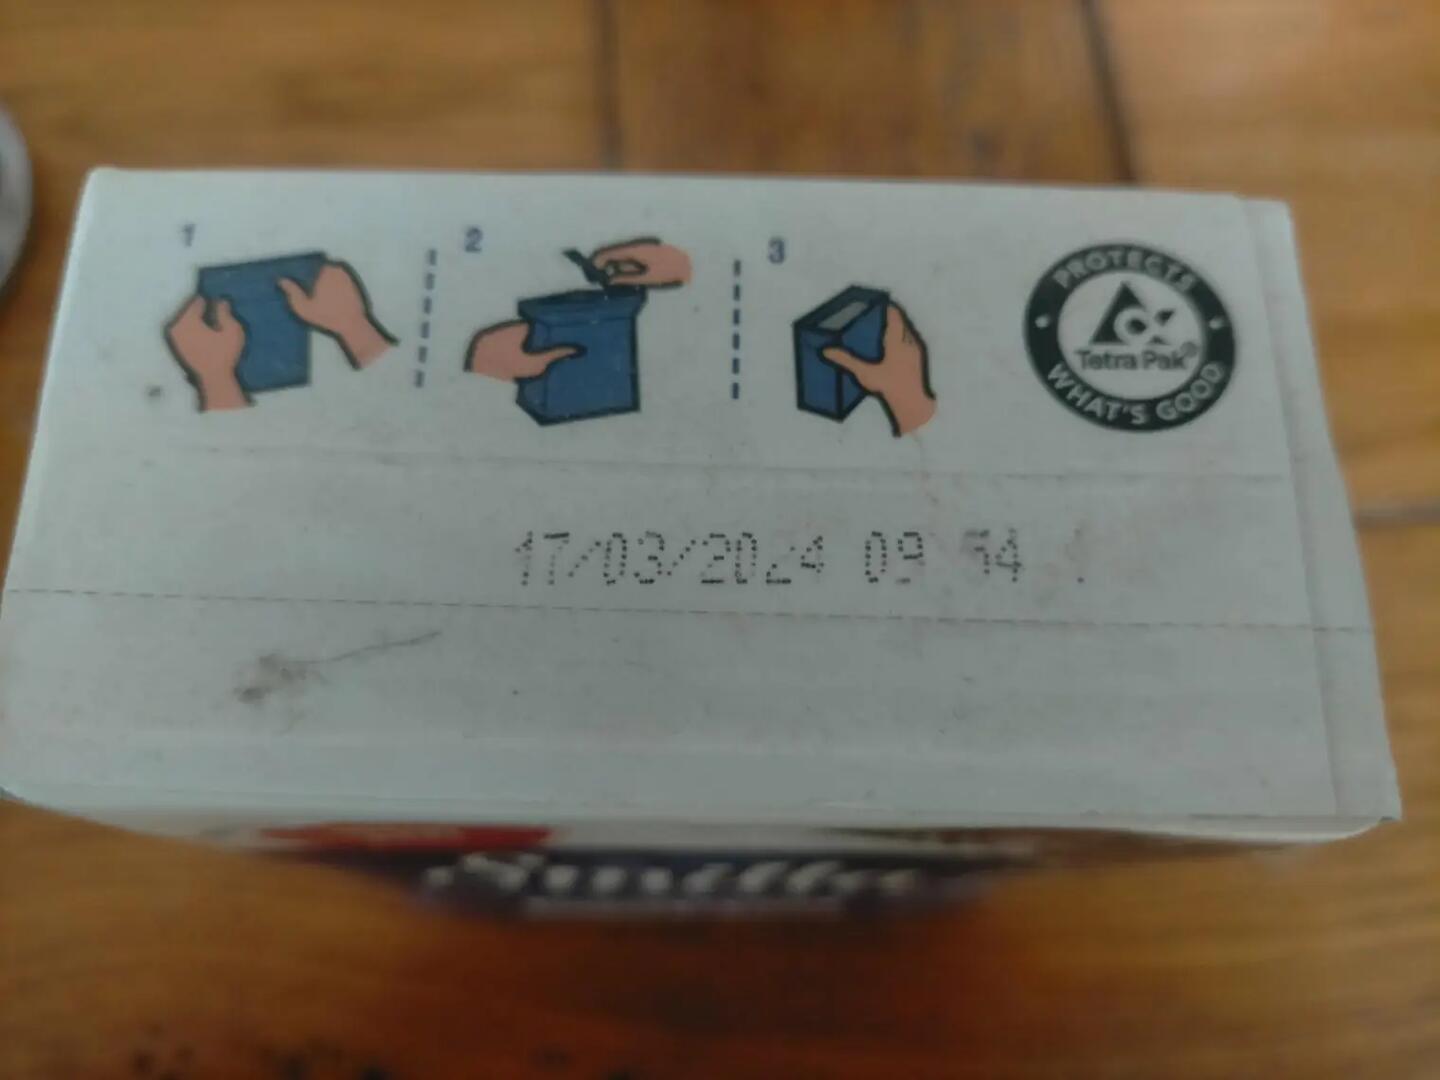 1 2 3
PROTECTS
Tetra Pak®
WHAT'S GOOD
17/03/2024 09 54